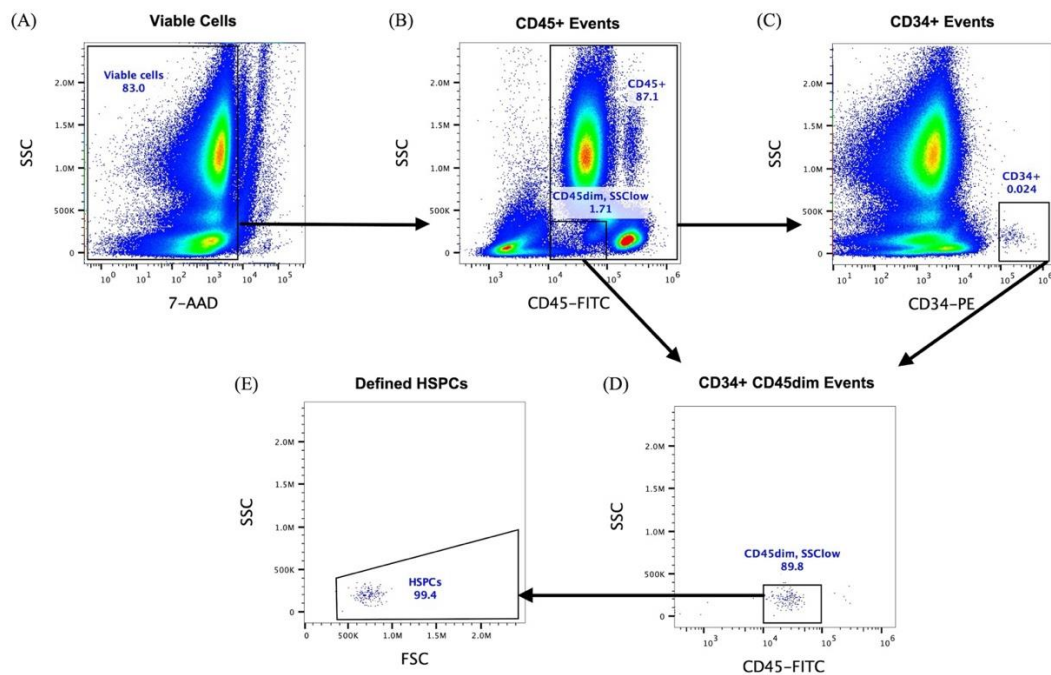 (A)
Viable Cells
Viable cells
83.0
SSC
2.0M
1.5M
1.0M
500K
0
10^0
10^1
10^2
10^3
10^4
10^5
7-AAD
(B)
CD45+ Events
CD45+
87.1
CD45dim, SSClow
1.71
SSC
2.0M
1.5M
1.0M
500K
0
10^3
10^4
10^5
10^6
CD45-FITC
(C)
CD34+ Events
CD34+
0.024
SSC
2.0M
1.5M
1.0M
500K
0
10^1
10^2
10^3
10^4
10^5
10^6
CD34-PE
(E)
Defined HSPCs
HSPCs
99.4
SSC
2.0M
1.5M
1.0M
500K
0
0
500K
1.0M
1.5M
2.0M
FSC
(D)
CD34+ CD45dim Events
CD45dim, SSClow
89.8
SSC
2.0M
1.5M
1.0M
500K
0
10^3
10^4
10^5
10^6
CD45-FITC